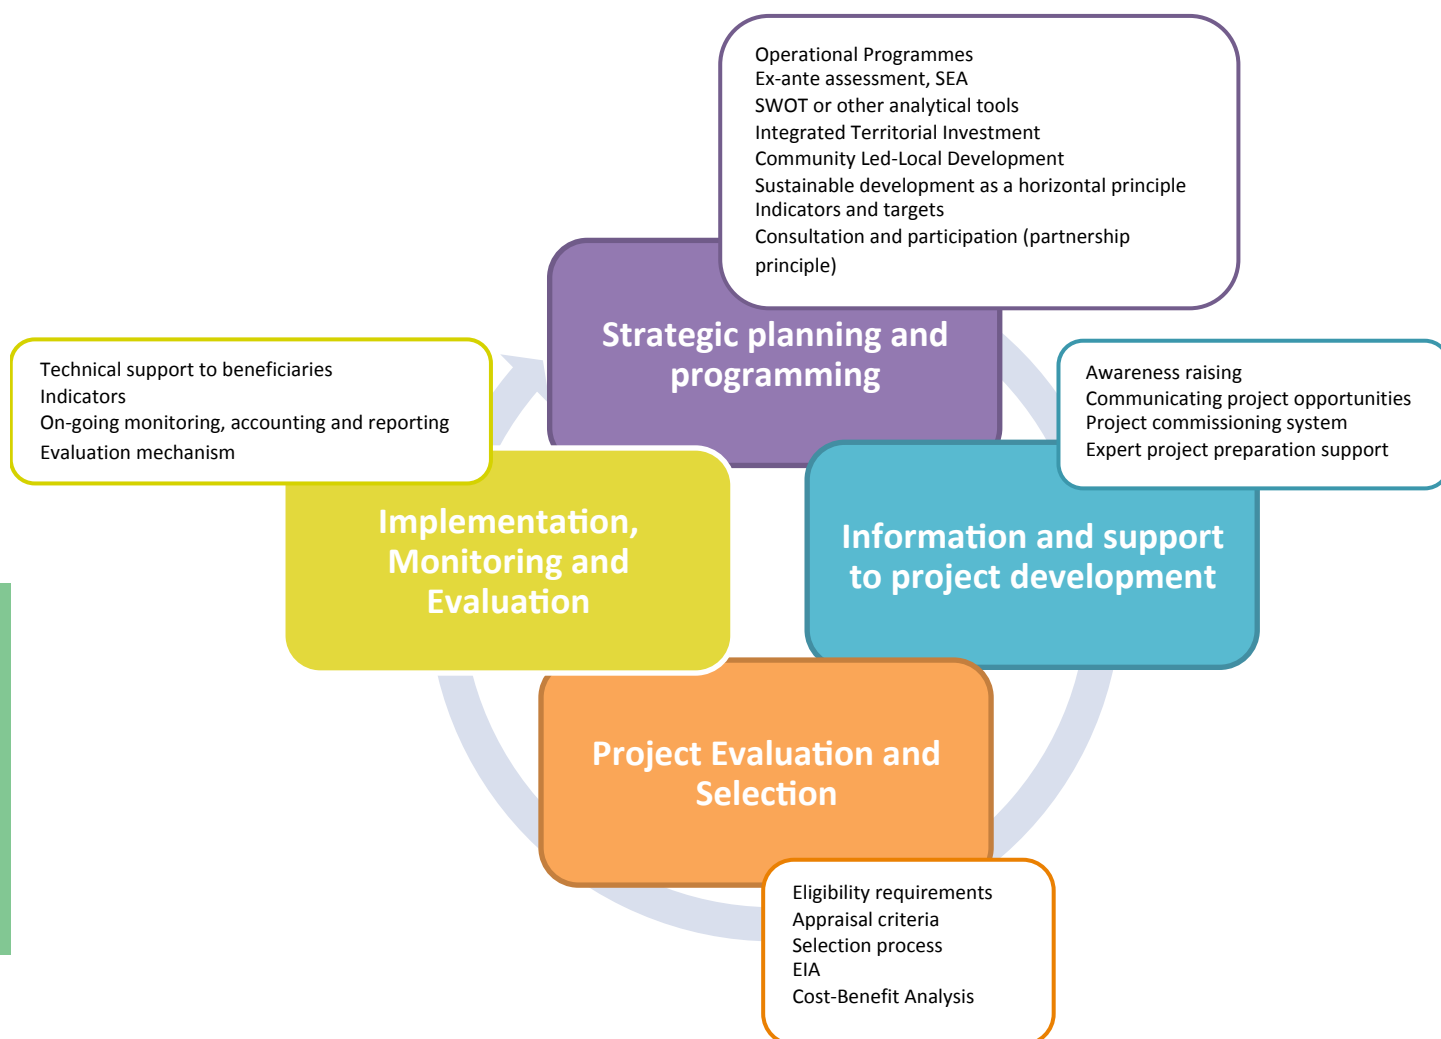 Operational Programmes
Ex-ante assessment, SEA
SWOT or other analytical tools
Integrated Territorial Investment
Community Led-Local Development
Sustainable development as a horizontal principle
Indicators and targets
Consultation and participation (partnership
principle)
Strategic planning and
programming
Awareness raising
Communicating project opportunities
Project commissioning system
Expert project preparation support
Information and support
to project development
Project Evaluation and
Selection
Eligibility requirements
Appraisal criteria
Selection process
EIA
Cost-Benefit Analysis
Technical support to beneficiaries
Indicators
On-going monitoring, accounting and reporting
Evaluation mechanism
Implementation,
Monitoring and
Evaluation